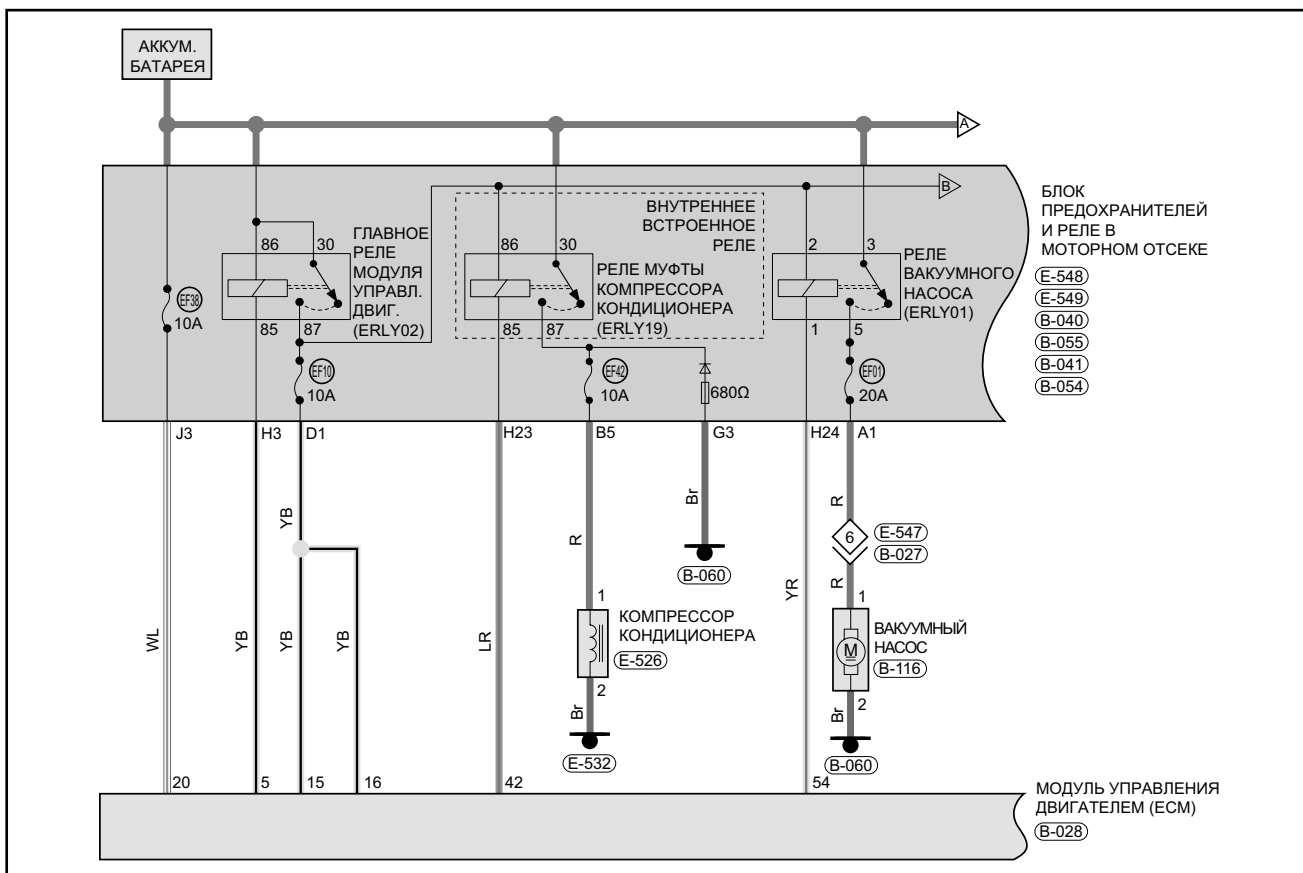 АККУМ.
БАТАРЕЯ
A
B
ВНУТРЕННЕЕ
ВСТРОЕННОЕ
РЕЛЕ
БЛОК
ПРЕДОХРАНИТЕЛЕЙ
И РЕЛЕ В
МОТОРНОМ ОТСЕКЕ
E-548
E-549
B-040
B-055
B-041
B-054
EF38
10A
86
30
85
87
ГЛАВНОЕ
РЕЛЕ
МОДУЛЯ
УПРАВЛ.
ДВИГ.
(ERLY02)
EF10
10A
86
30
85
87
РЕЛЕ МУФТЫ
КОМПРЕССОРА
КОНДИЦИОНЕРА
(ERLY19)
EF42
10A
680Ω
2
3
1
5
РЕЛЕ
ВАКУУМНОГО
НАСОСА
(ERLY01)
EF01
20A
J3
H3
D1
H23
B5
G3
H24
A1
YB
R
Br
B-060
R
6
E-547
B-027
R
WL
YB
YB
YB
LR
YR
1
КОМПРЕССОР
КОНДИЦИОНЕРА
E-526
2
Br
E-532
1
M
ВАКУУМНЫЙ
НАСОС
B-116
2
Br
B-060
20
5
15
16
42
54
МОДУЛЬ УПРАВЛЕНИЯ
ДВИГАТЕЛЕМ (ECM)
B-028